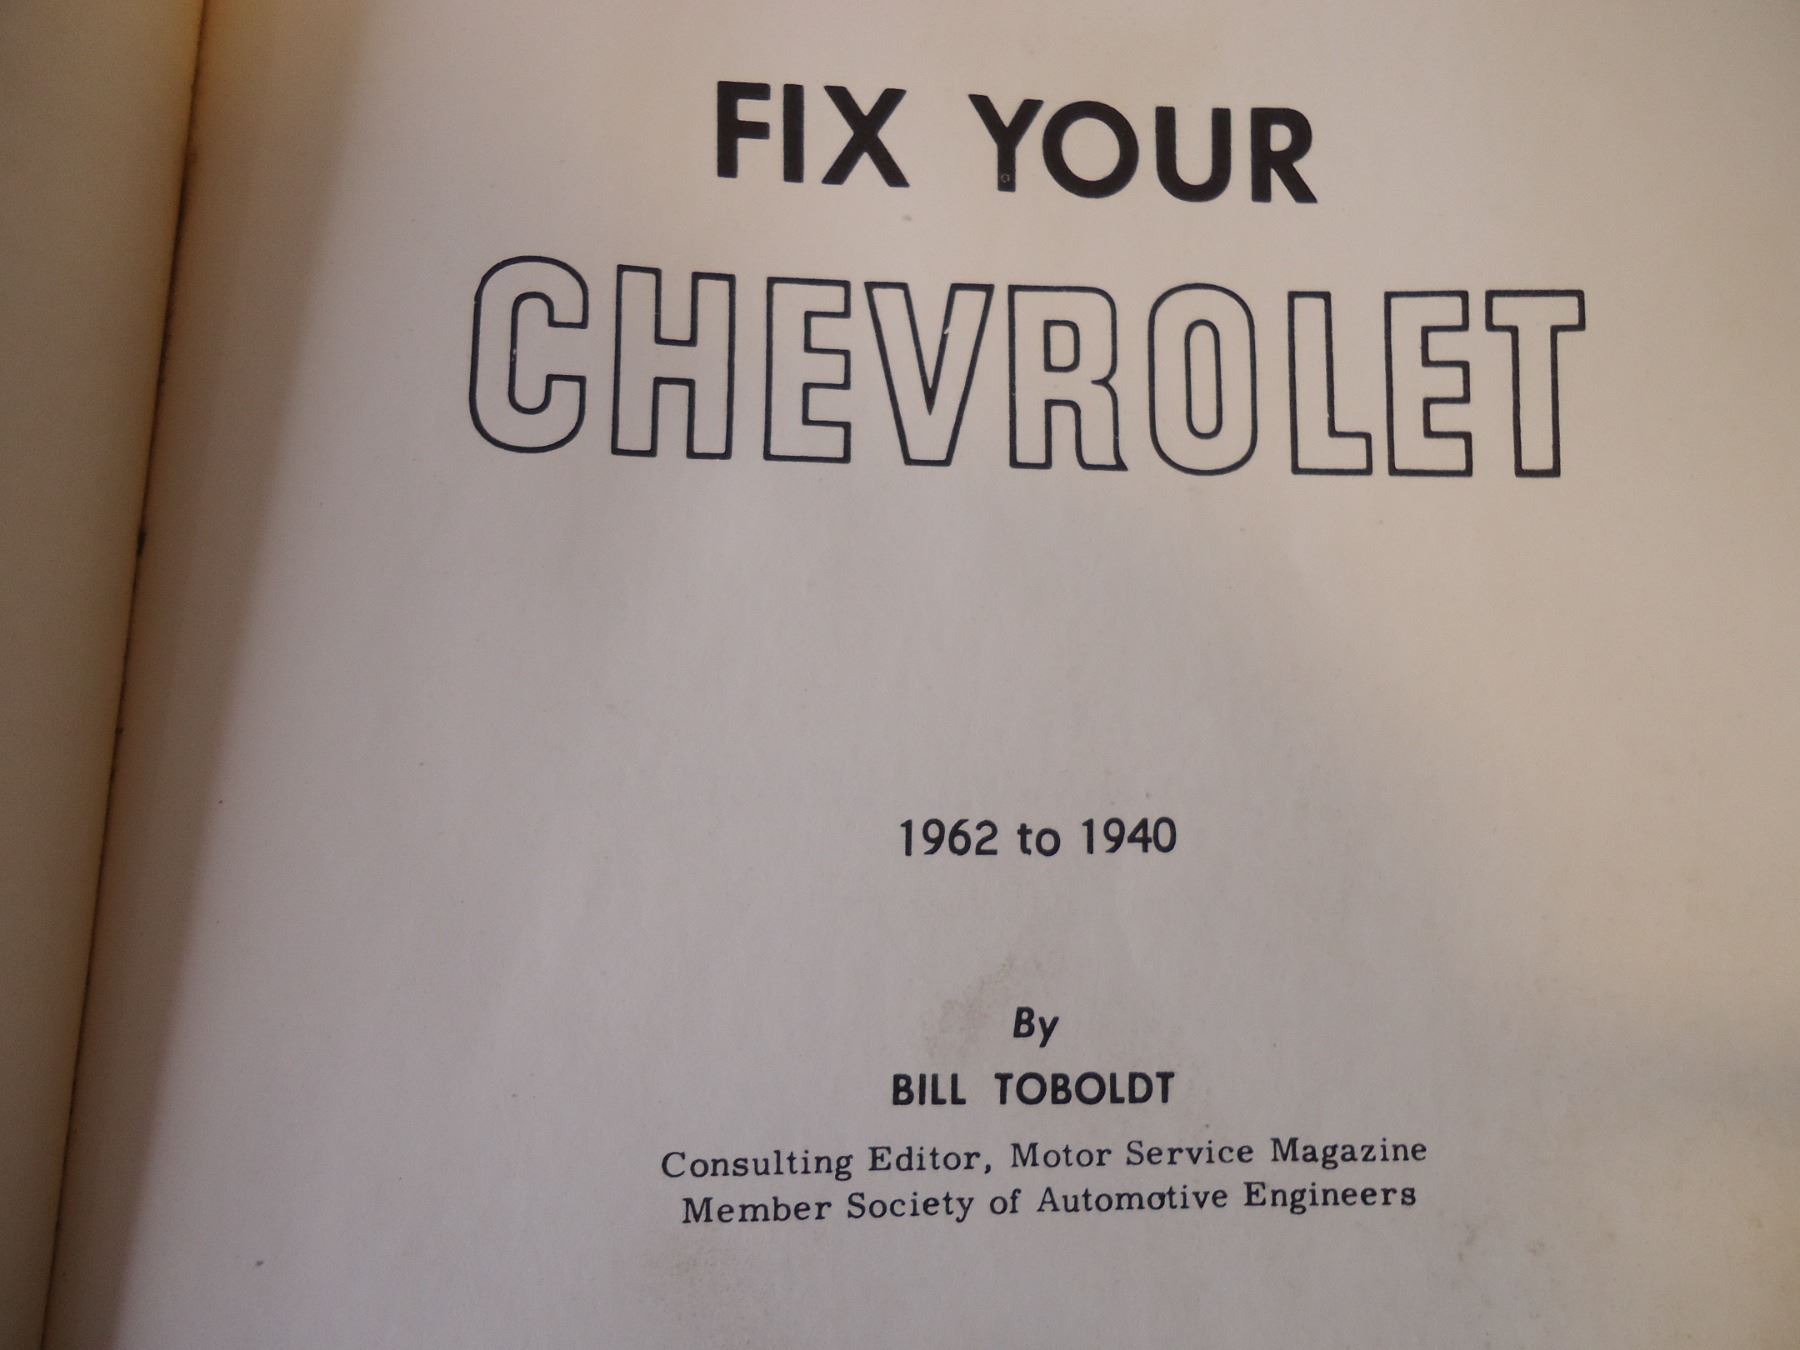 FIX YOUR
CHEVROLET
1962 to 1940
By
BILL TOBOLDT
Consulting Editor, Motor Service Magazine
Member Society of Automotive Engineers